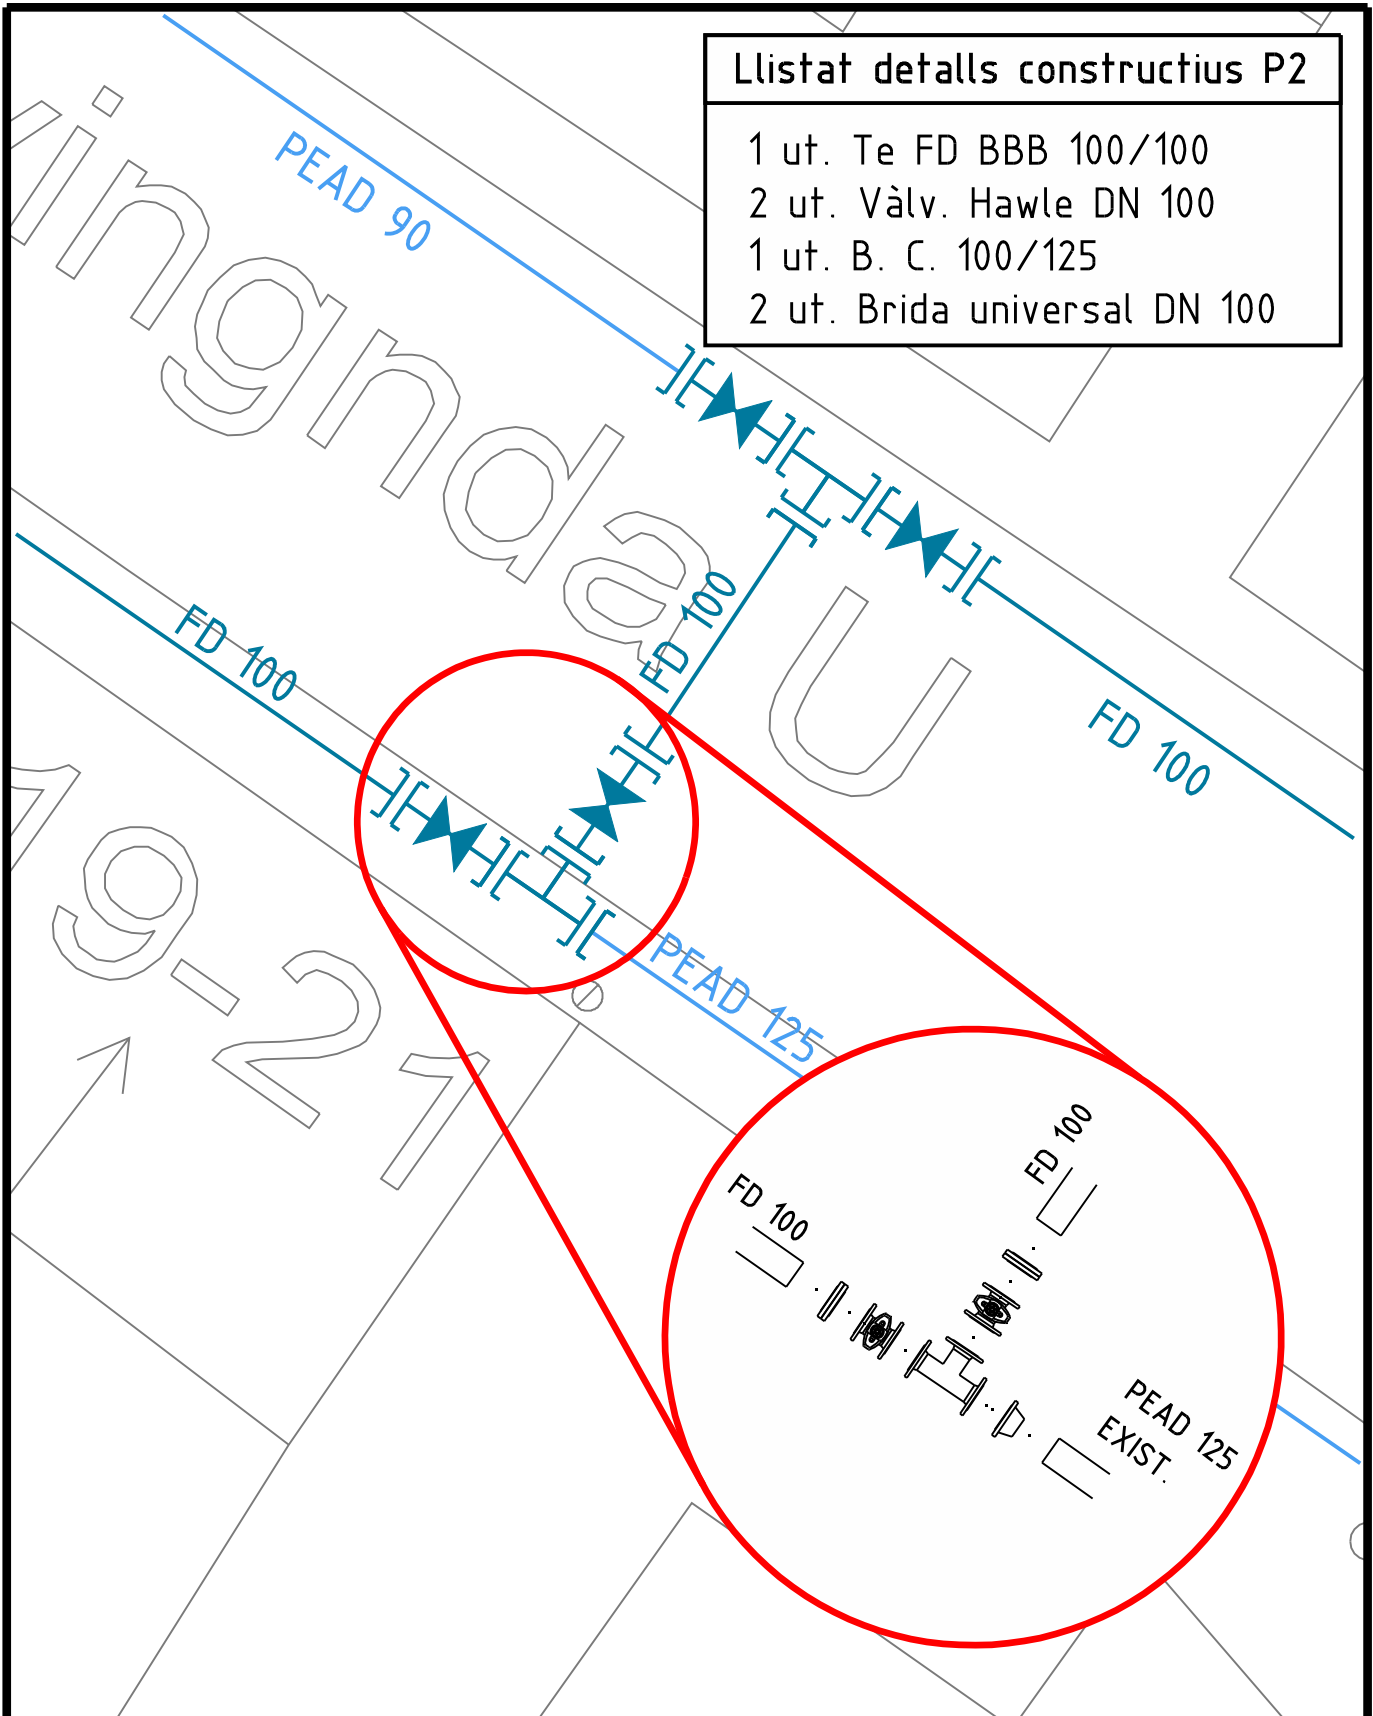 Llistat detalls constructius P2
1 ut. Te FD BBB 100/100
2 ut. Vàlv. Hawle DN 100
1 ut. B. C. 100/125
2 ut. Brida universal DN 100
PEAD 90
FD 100
FD 100
FD 100
PEAD 125
19-21
FD 100
FD 100
PEAD 125
EXIST.